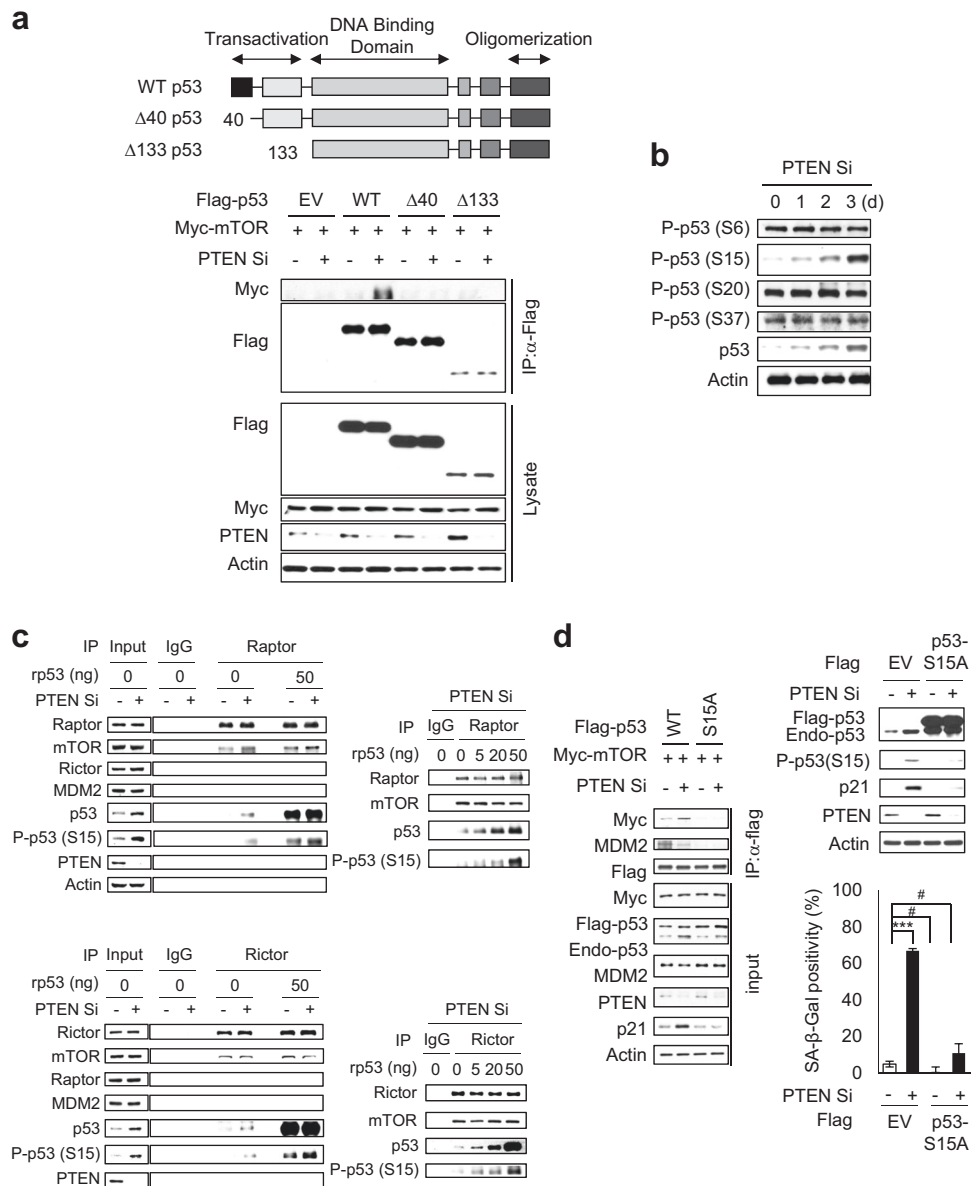 a
DNA Binding
Transactivation Domain Oligomerization
WT p53
Δ40 p53
40
Δ133 p53
133
Flag-p53 EV WT Δ40 Δ133
Myc-mTOR + + + + + + + +
PTEN Si - + - + - + - +
Myc
Flag
IP:α-Flag
Flag
Myc
PTEN
Actin
Lysate
b
PTEN Si
0 1 2 3 (d)
P-p53 (S6)
P-p53 (S15)
P-p53 (S20)
P-p53 (S37)
p53
Actin
c
IP Input IgG Raptor
rp53 (ng) 0 0 0 50
PTEN Si - + - + - + - +
Raptor
mTOR
Rictor
MDM2
p53
P-p53 (S15)
PTEN
Actin
PTEN Si
IP IgG Raptor
rp53 (ng) 0 0 5 20 50
Raptor
mTOR
p53
P-p53 (S15)
IP Input IgG Rictor
rp53 (ng) 0 0 0 50
PTEN Si - + - + - + - +
Rictor
mTOR
Raptor
MDM2
p53
P-p53 (S15)
PTEN
PTEN Si
IP IgG Rictor
rp53 (ng) 0 0 5 20 50
Rictor
mTOR
p53
P-p53 (S15)
d
Flag-p53 WT S15A
Myc-mTOR + + + +
PTEN Si - + - +
Myc
MDM2
Flag
IP:α-flag
Myc
Flag-p53
Endo-p53
MDM2
PTEN
p21
Actin
input
Flag EV p53-
S15A
PTEN Si - + - +
Flag-p53
Endo-p53
P-p53(S15)
p21
PTEN
Actin
SA-β-Gal positivity (%)
100
80
60
40
20
0
#
#
***
PTEN Si - + - +
Flag EV p53-
S15A